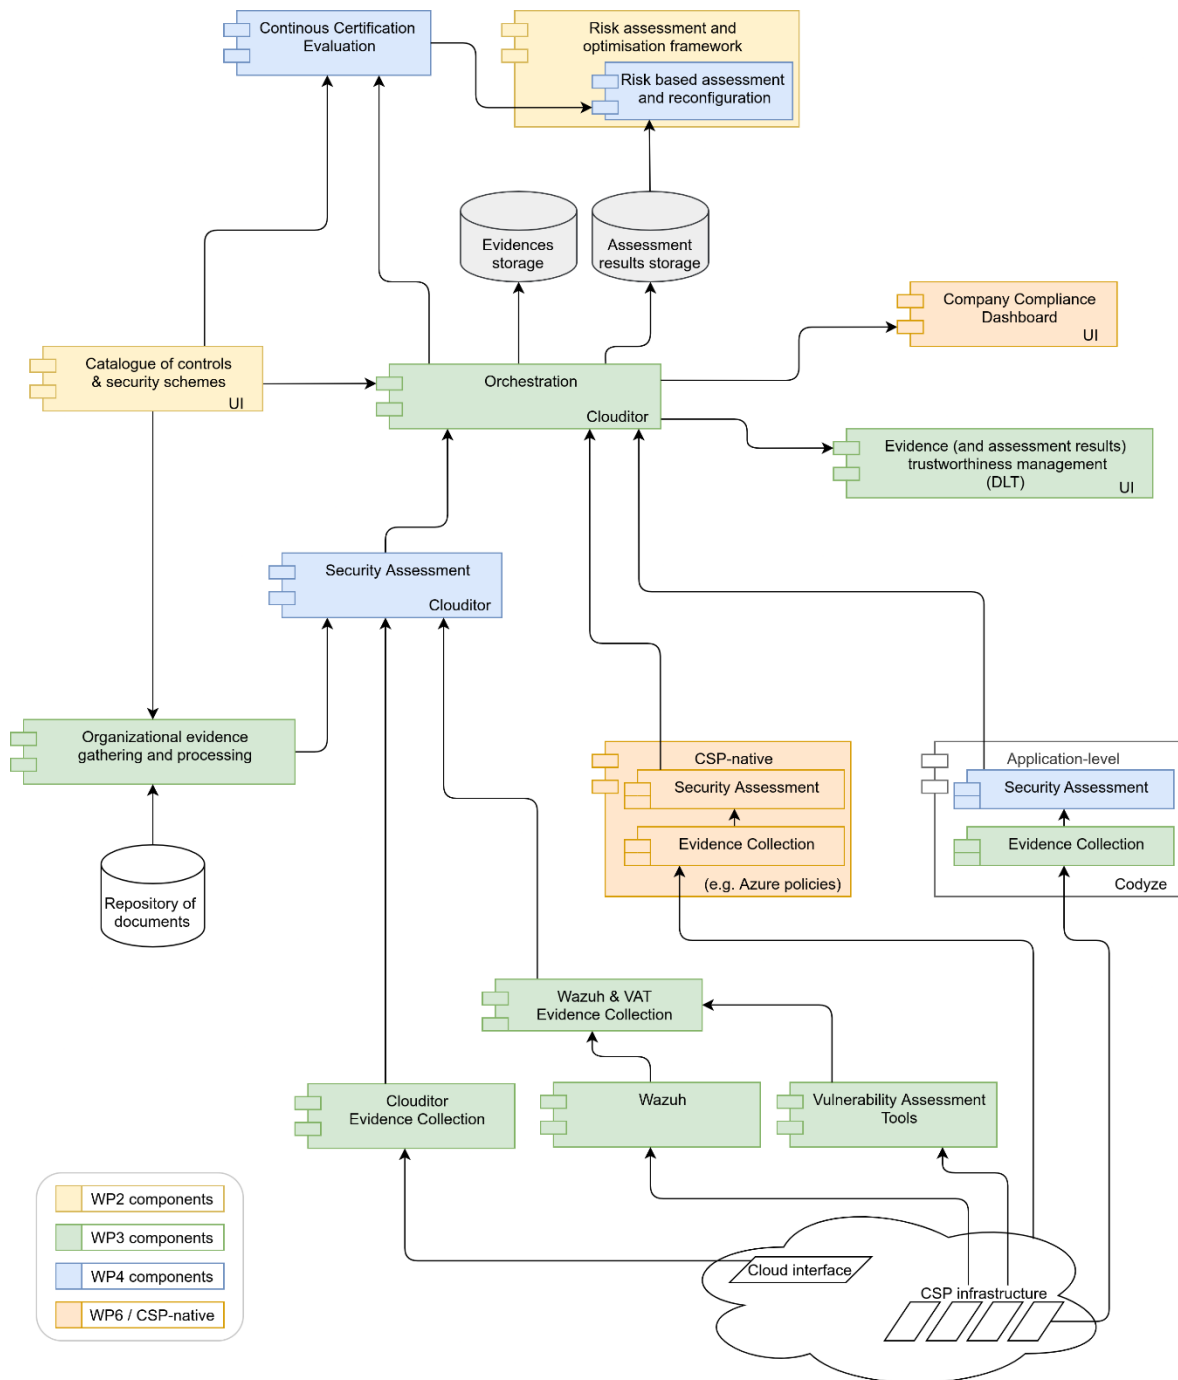 Continous Certification
Evaluation
Risk assessment and
optimisation framework
Risk based assessment
and reconfiguration
Evidences
storage
Assessment
results storage
Company Compliance
Dashboard
UI
Catalogue of controls
& security schemes
UI
Orchestration
Clouditor
Evidence (and assessment results)
trustworthiness management
(DLT)
UI
Security Assessment
Clouditor
Organizational evidence
gathering and processing
CSP-native
Security Assessment
Evidence Collection
(e.g. Azure policies)
Application-level
Security Assessment
Evidence Collection
Codyze
Repository of
documents
Wazuh & VAT
Evidence Collection
Clouditor
Evidence Collection
Wazuh
Vulnerability Assessment
Tools
WP2 components
WP3 components
WP4 components
WP6 / CSP-native
Cloud interface
CSP infrastructure